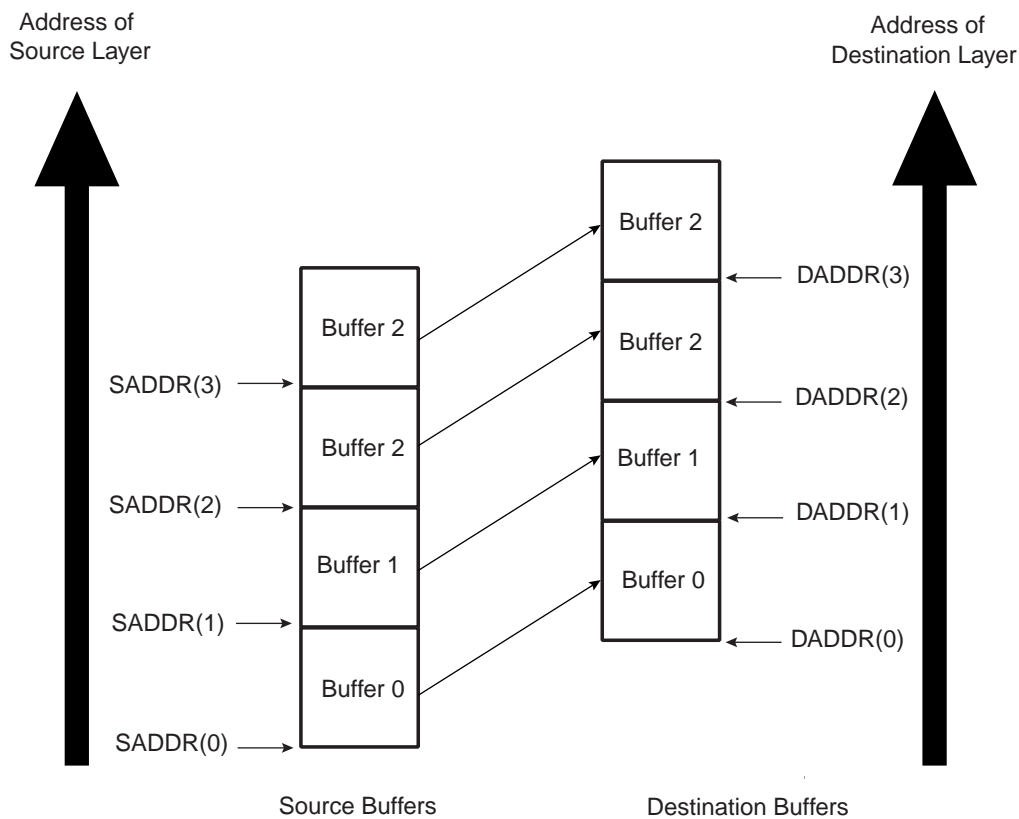 Address of
Source Layer
Address of
Destination Layer
Buffer 2
DADDR(3)
Buffer 2
SADDR(3)
Buffer 2
DADDR(2)
Buffer 2
SADDR(2)
Buffer 1
DADDR(1)
Buffer 1
SADDR(1)
Buffer 0
DADDR(0)
Buffer 0
SADDR(0)
Source Buffers
Destination Buffers